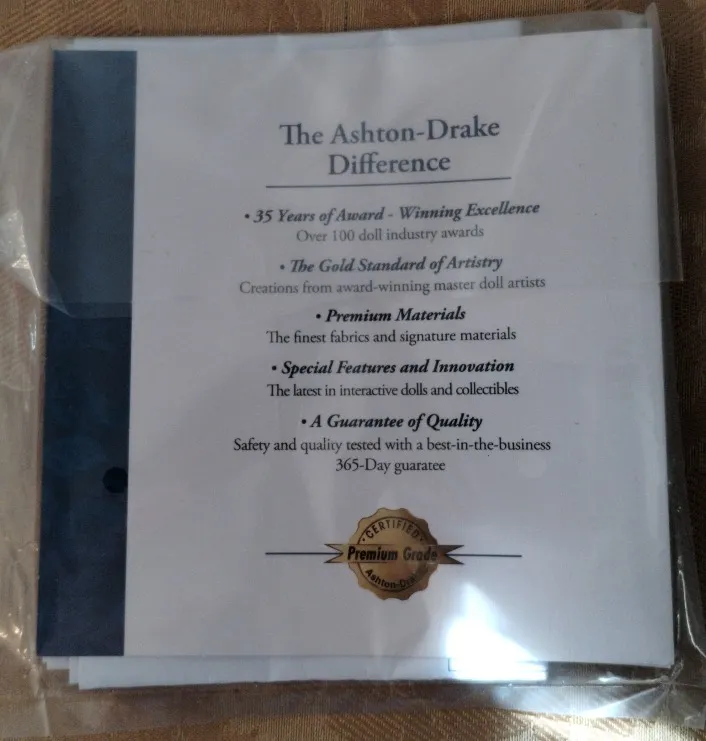 The Ashton-Drake
Difference
• 35 Years of Award - Winning Excellence
Over 100 doll industry awards
• The Gold Standard of Artistry
Creations from award-winning master doll artists
• Premium Materials
The finest fabrics and signature materials
• Special Features and Innovation
The latest in interactive dolls and collectibles
• A Guarantee of Quality
Safety and quality tested with a best-in-the-business
365-Day guaratee
• CERTIFIED •
Premium Grade